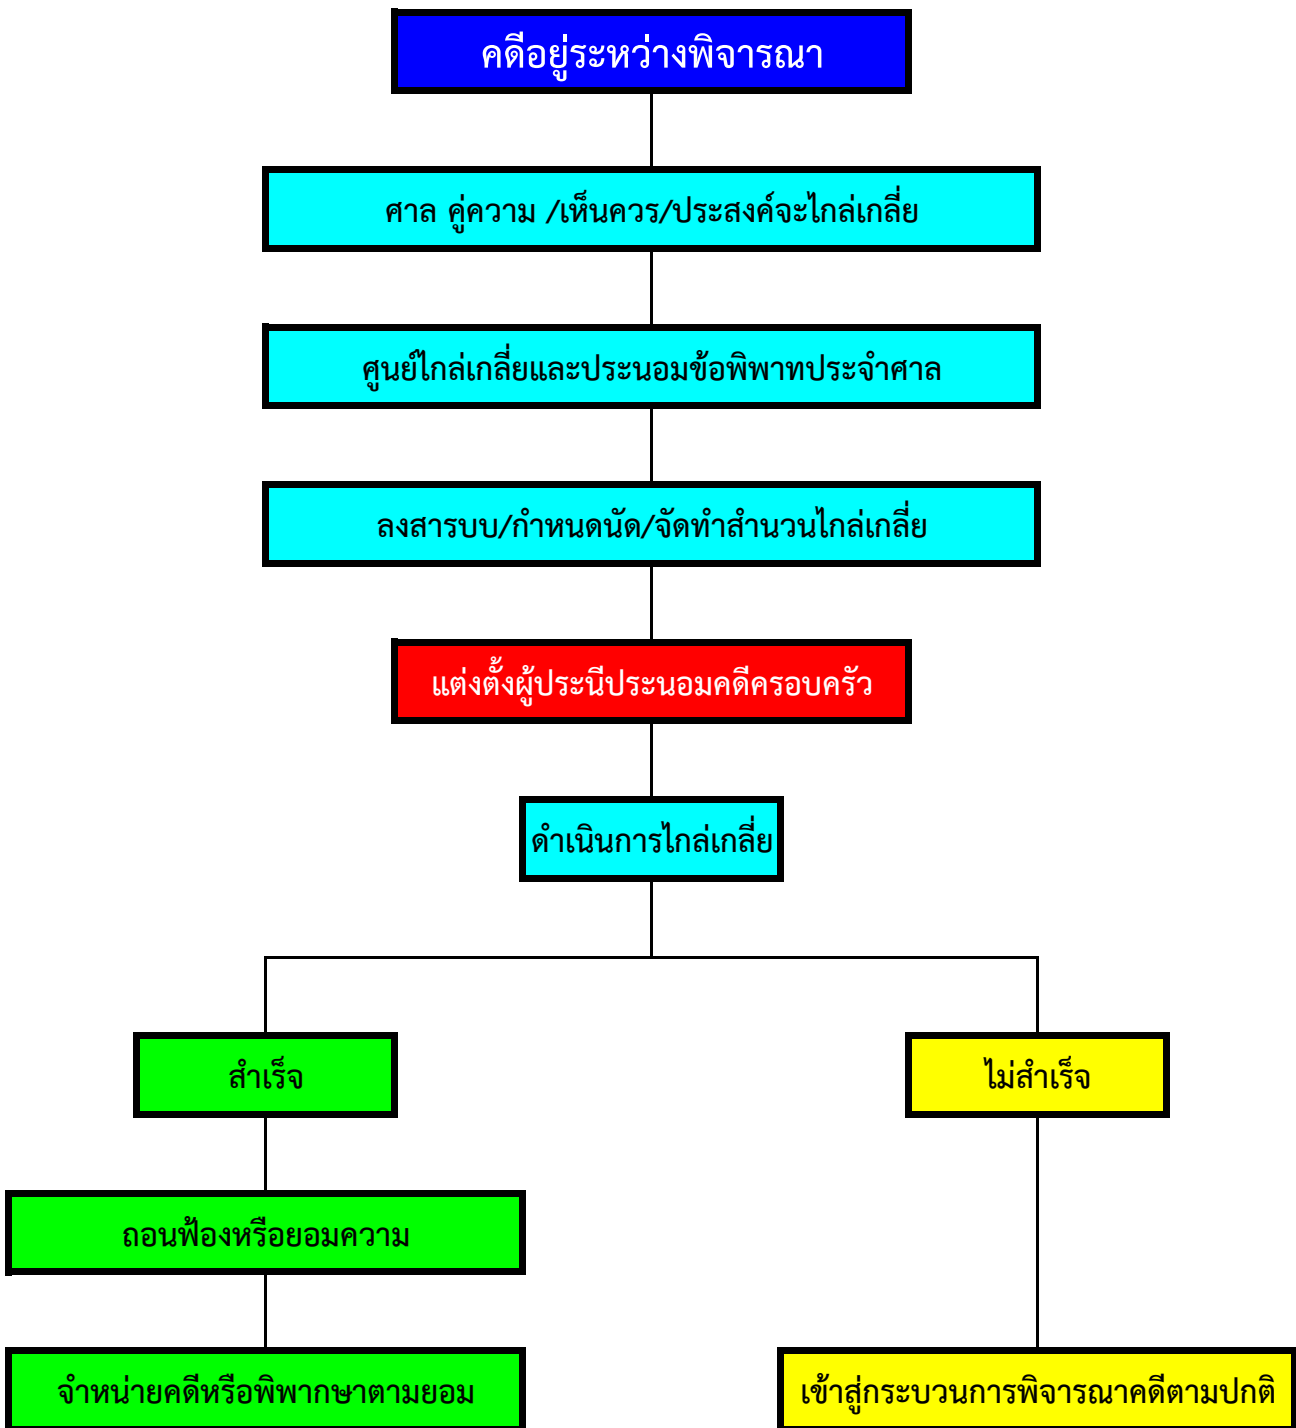 คดีอยู่ระหว่างพิจารณา
ศาล คู่ความ /เห็นควร/ประสงค์จะไกล่เกลี่ย
ศูนย์ไกล่เกลี่ยและประนอมข้อพิพาทประจำศาล
ลงสารบบ/กำหนดนัด/จัดทำสำนวนไกล่เกลี่ย
แต่งตั้งผู้ประนีประนอมคดีครอบครัว
ดำเนินการไกล่เกลี่ย
สำเร็จ
ไม่สำเร็จ
ถอนฟ้องหรือยอมความ
จำหน่ายคดีหรือพิพากษาตามยอม
เข้าสู่กระบวนการพิจารณาคดีตามปกติ